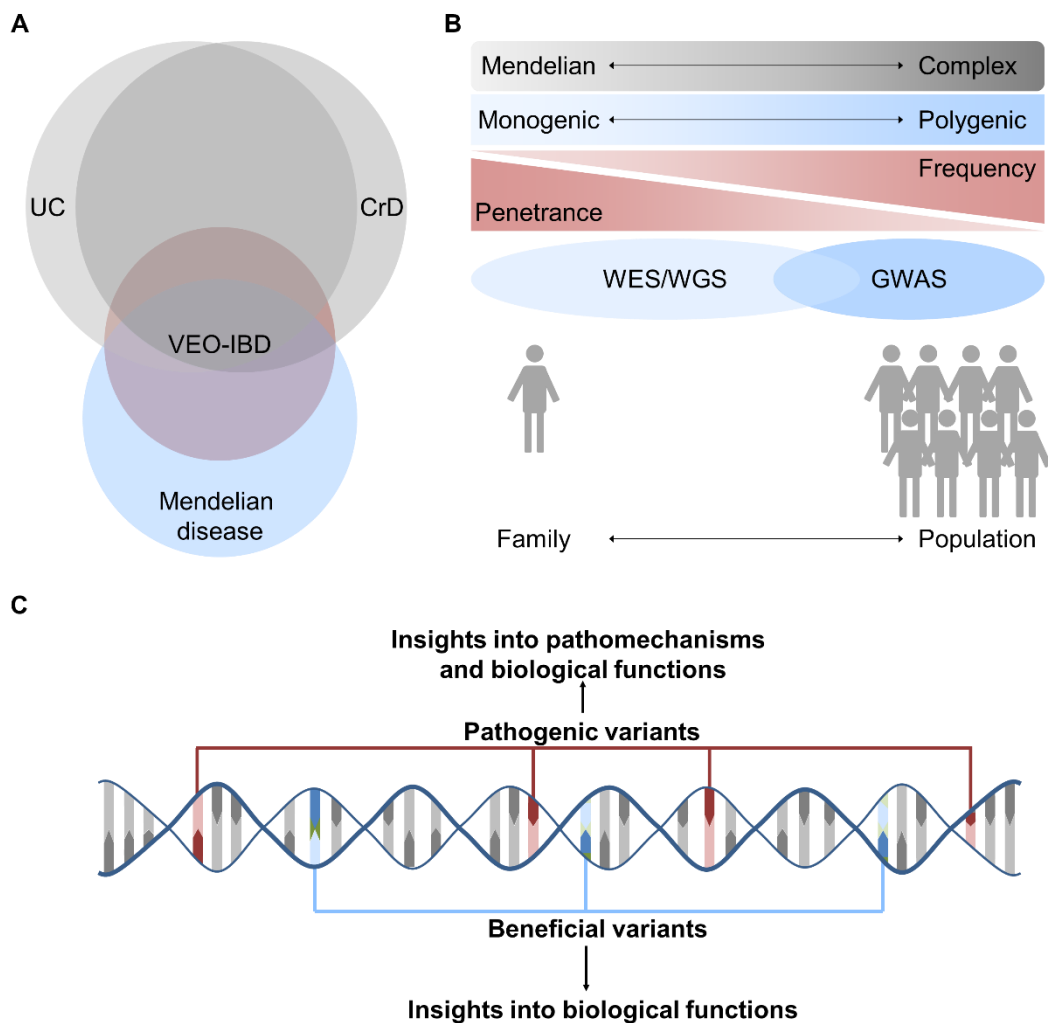 A
UC
CrD
VEO-IBD
Mendelian
disease
B
Mendelian
Complex
Monogenic
Polygenic
Frequency
Penetrance
WES/WGS
GWAS
Family
Population
C
Insights into pathomechanisms
and biological functions
Pathogenic variants
Beneficial variants
Insights into biological functions